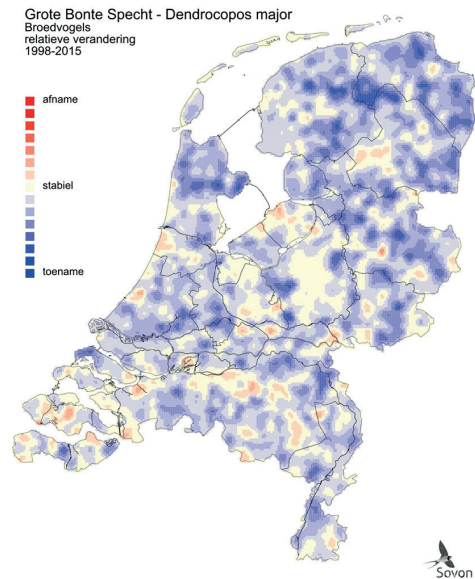 Grote Bonte Specht - Dendrocopos major
Broedvogels
relatieve verandering
1998-2015
afname
stabiel
toename
Sovon